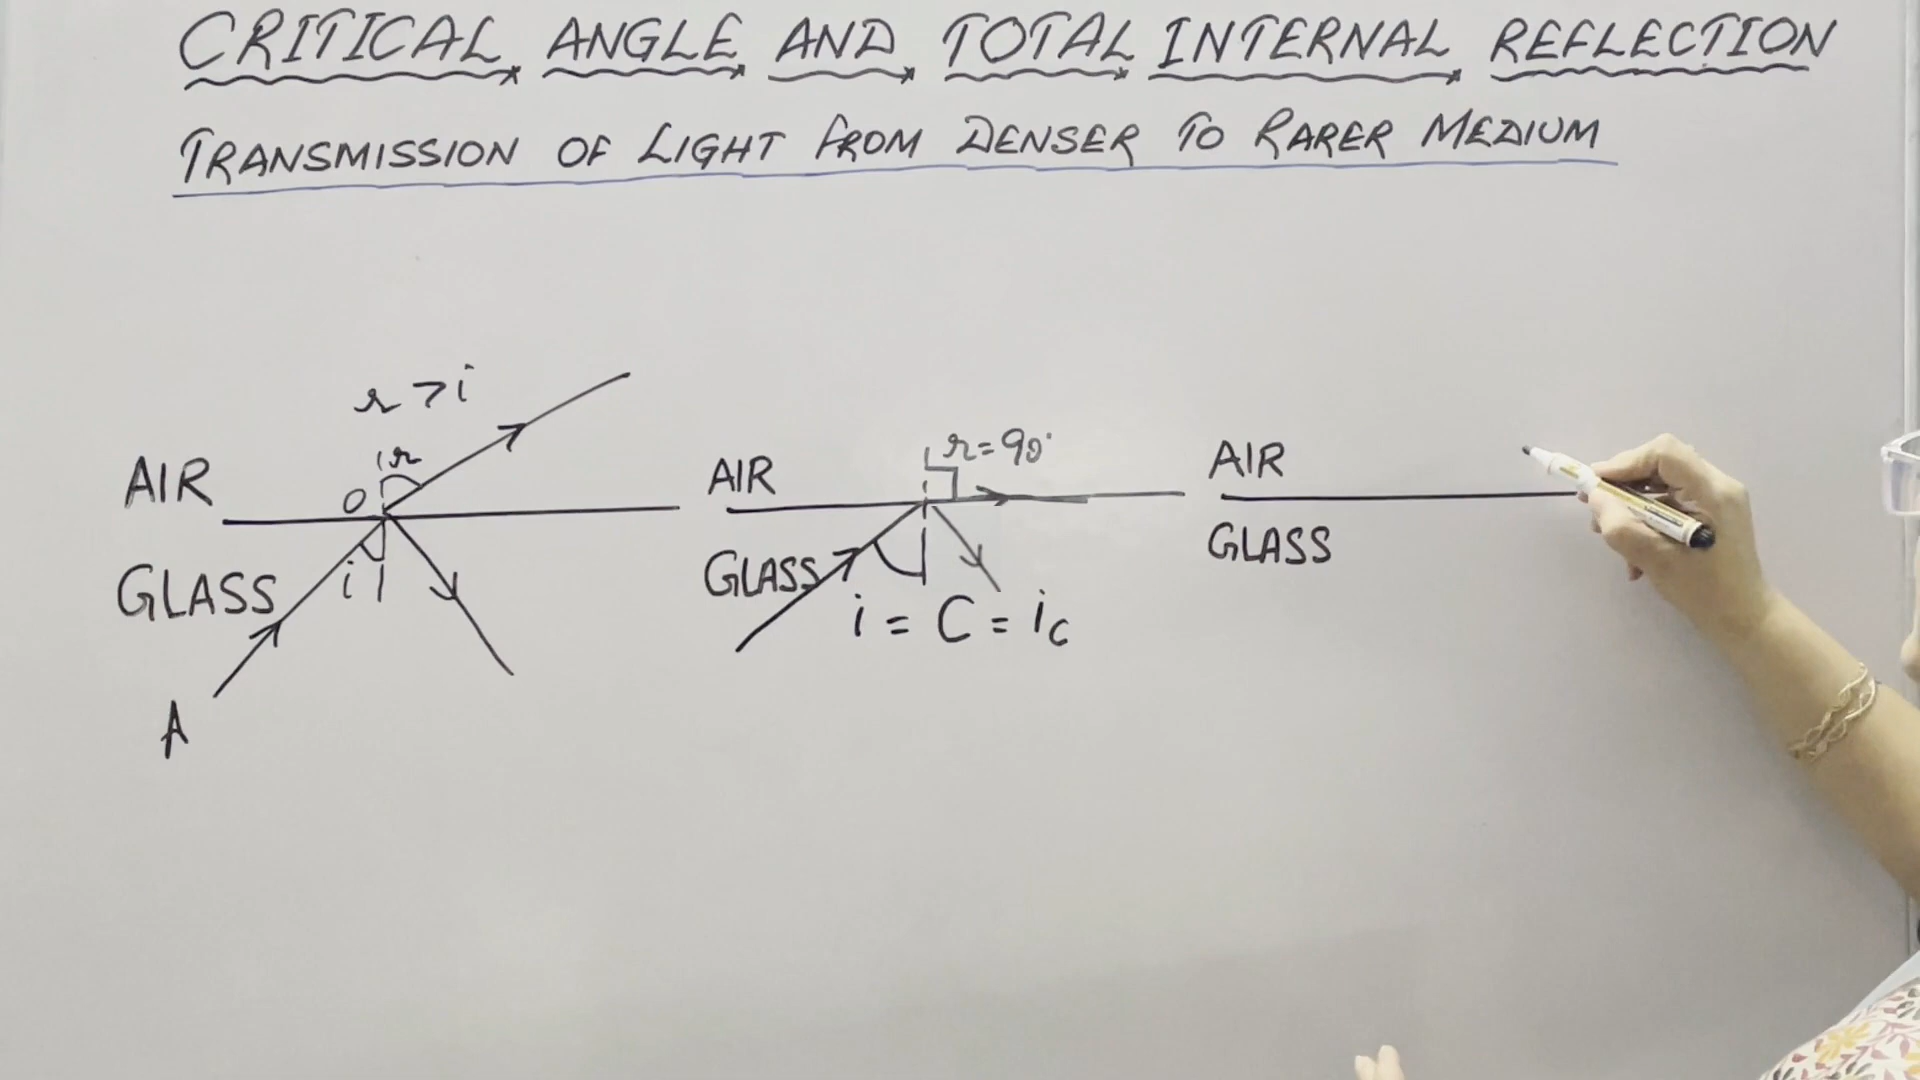 CRITICAL ANGLE AND TOTAL INTERNAL REFLECTION
TRANSMISSION OF LIGHT FROM DENSER TO RARER MEDIUM
r > i
r
AIR
O
GLASS
i
A
r = 90°
AIR
GLASS
i = C = ic
AIR
GLASS